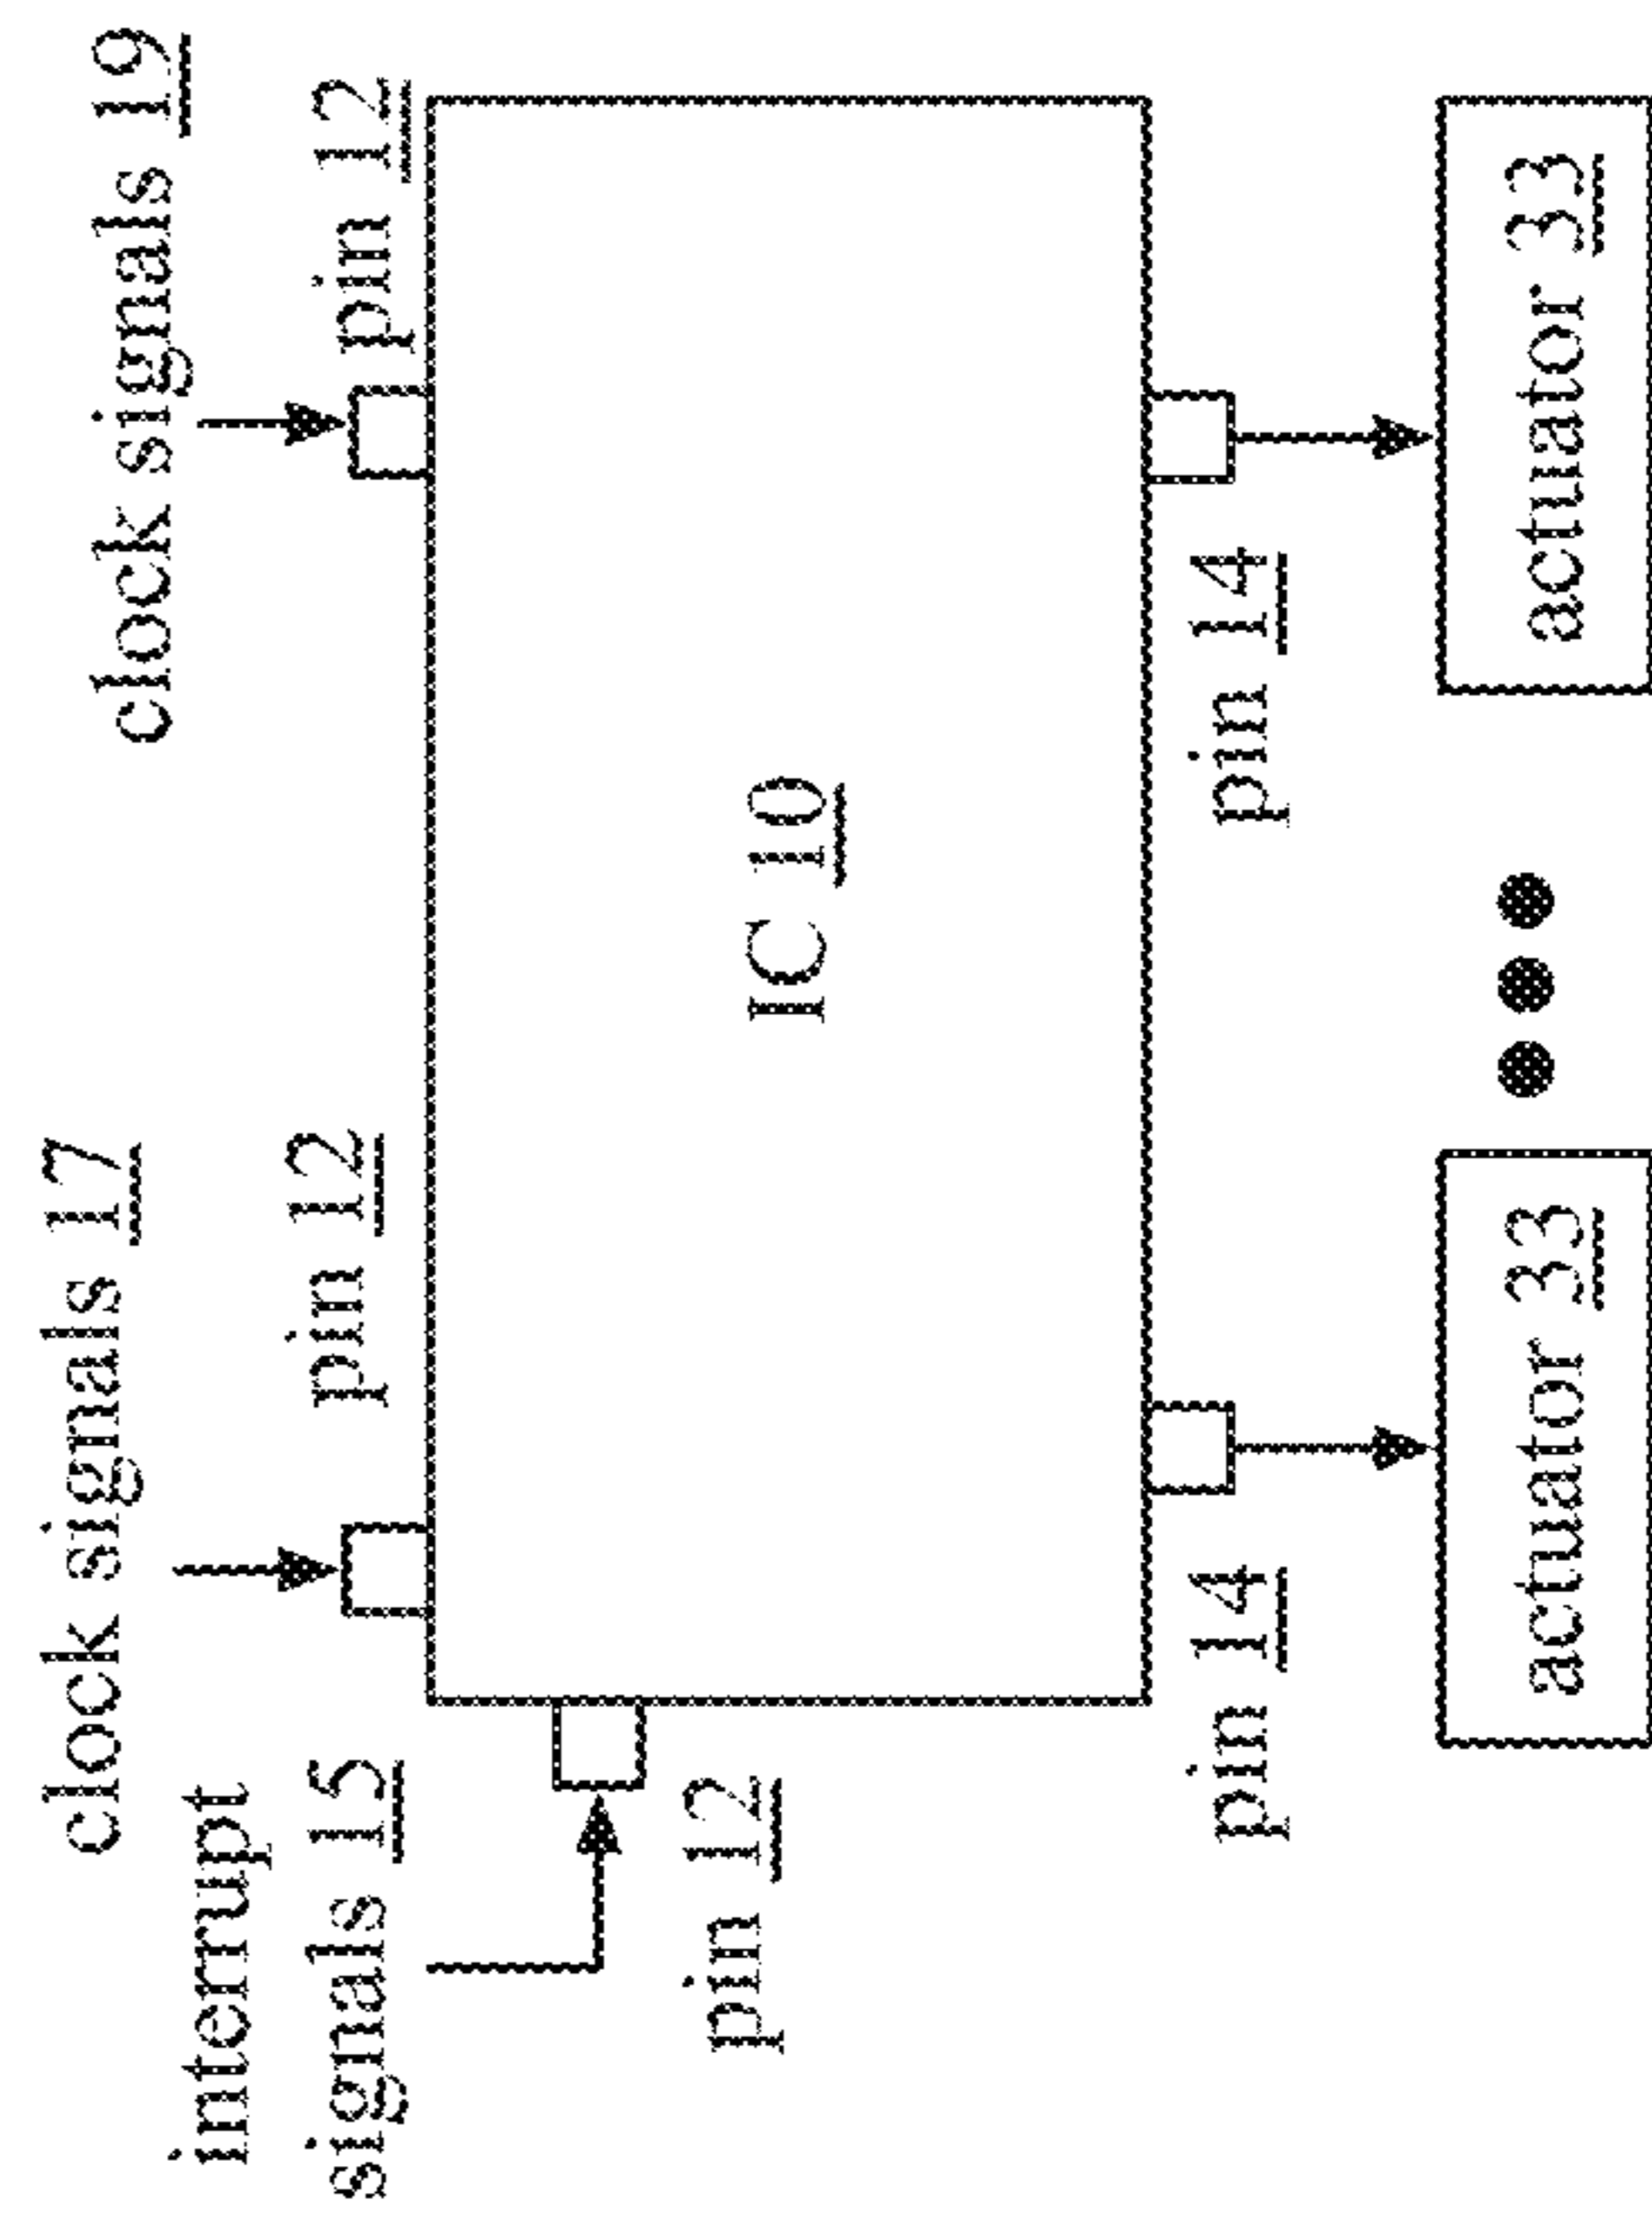 clock signals 17
clock signals 19
interrupt
signals 15
pin 12
pin 12
pin 12
IC 10
pin 14
pin 14
actuator 33
actuator 33